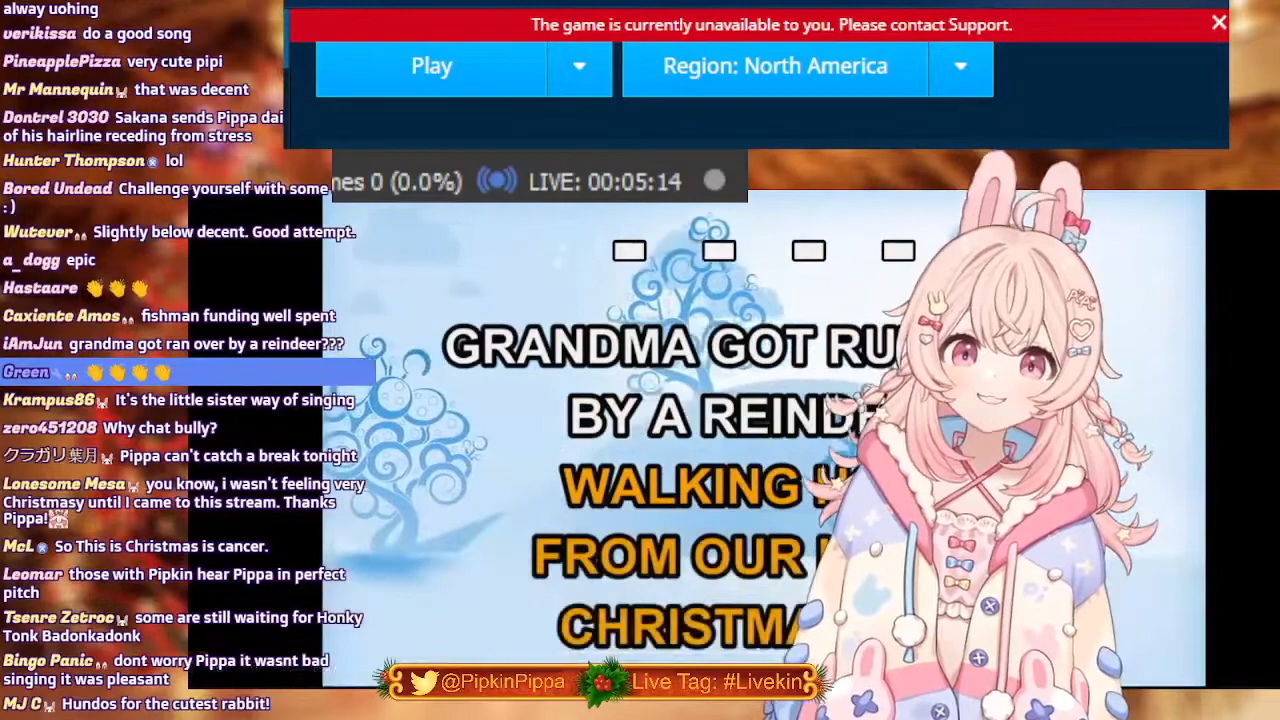 alway uohing
verikissa do a good song
PineapplePizza very cute pipi
Mr Mannequin that was decent
Dontrel 3030 Sakana sends Pippa dai
of his hairline receding from stress
Hunter Thompson lol
Bored Undead Challenge yourself with some
: )
Wutever Slightly below decent. Good attempt.
a_dogg epic
Hastaare 👏👏👏
Caxiente Amos fishman funding well spent
iAmJun grandma got ran over by a reindeer???
Green 👏👏👏👏
Krampus86 It's the little sister way of singing
zero451208 Why chat bully?
クラガリ葉月 Pippa can't catch a break tonight
Lonesome Mesa you know, i wasn't feeling very
Christmasy until I came to this stream. Thanks
Pippa!
McL So This is Christmas is cancer.
Leomar those with Pipkin hear Pippa in perfect
pitch
Tsenre Zetroc some are still waiting for Honky
Tonk Badonkadonk
Bingo Panic dont worry Pippa it wasnt bad
singing it was pleasant
MJ C Hundos for the cutest rabbit!
The game is currently unavailable to you. Please contact Support.
Play
Region: North America
nes 0 (0.0%) LIVE: 00:05:14
GRANDMA GOT RU
BY A REINDE
WALKING H
FROM OUR
CHRISTMA
@PipkinPippa Live Tag: #Livekin